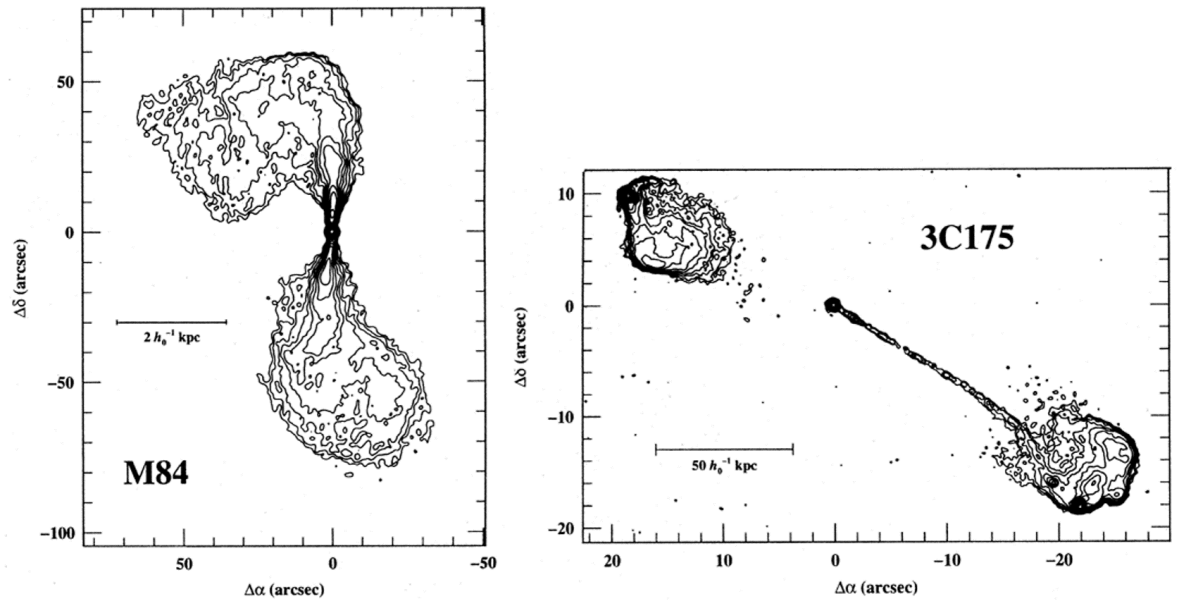 50
0
−50
−100
Δδ (arcsec)
2 h₀⁻¹ kpc
M84
50
0
−50
Δα (arcsec)
10
0
−10
−20
Δδ (arcsec)
3C175
50 h₀⁻¹ kpc
20
10
0
−10
−20
Δα (arcsec)